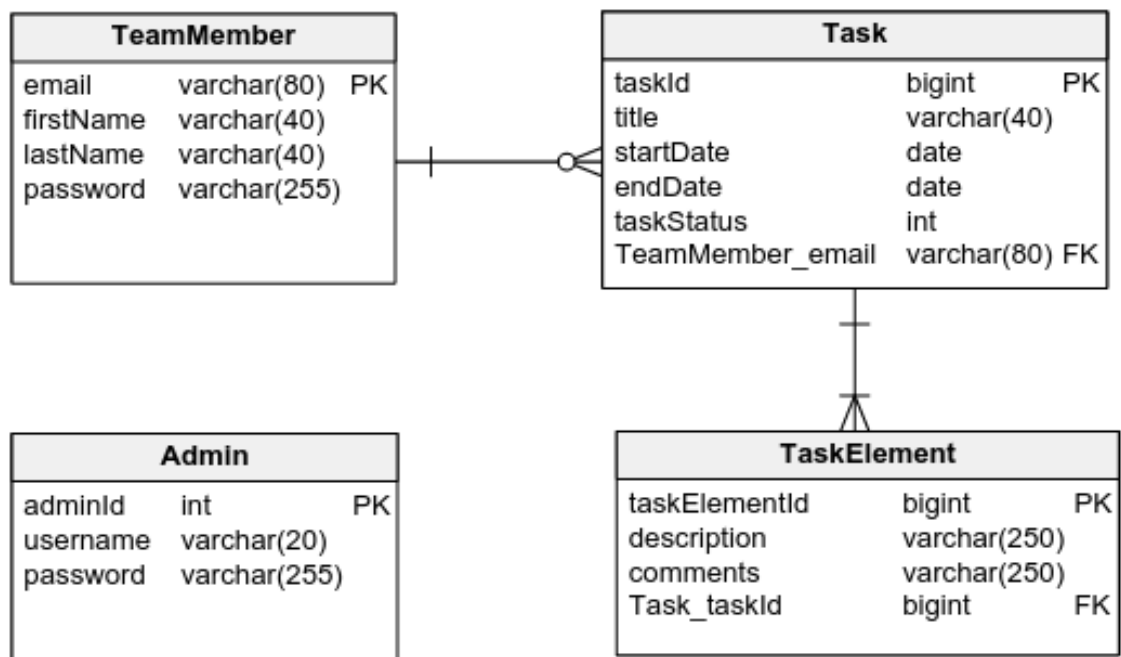 TeamMember
email varchar(80) PK
firstName varchar(40)
lastName varchar(40)
password varchar(255)
Task
taskId bigint PK
title varchar(40)
startDate date
endDate date
taskStatus int
TeamMember_email varchar(80) FK
Admin
adminId int PK
username varchar(20)
password varchar(255)
TaskElement
taskElementId bigint PK
description varchar(250)
comments varchar(250)
Task_taskId bigint FK